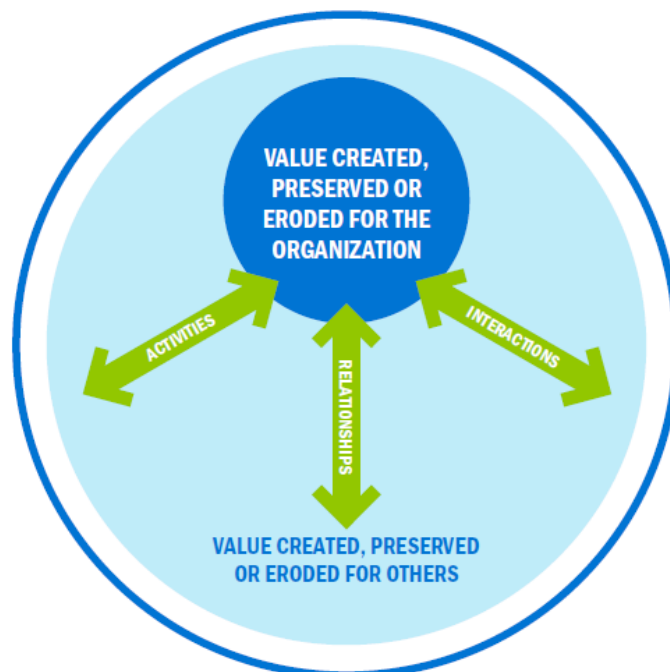 VALUE CREATED,
PRESERVED OR
ERODED FOR THE
ORGANIZATION
ACTIVITIES
RELATIONSHIPS
INTERACTIONS
VALUE CREATED, PRESERVED
OR ERODED FOR OTHERS